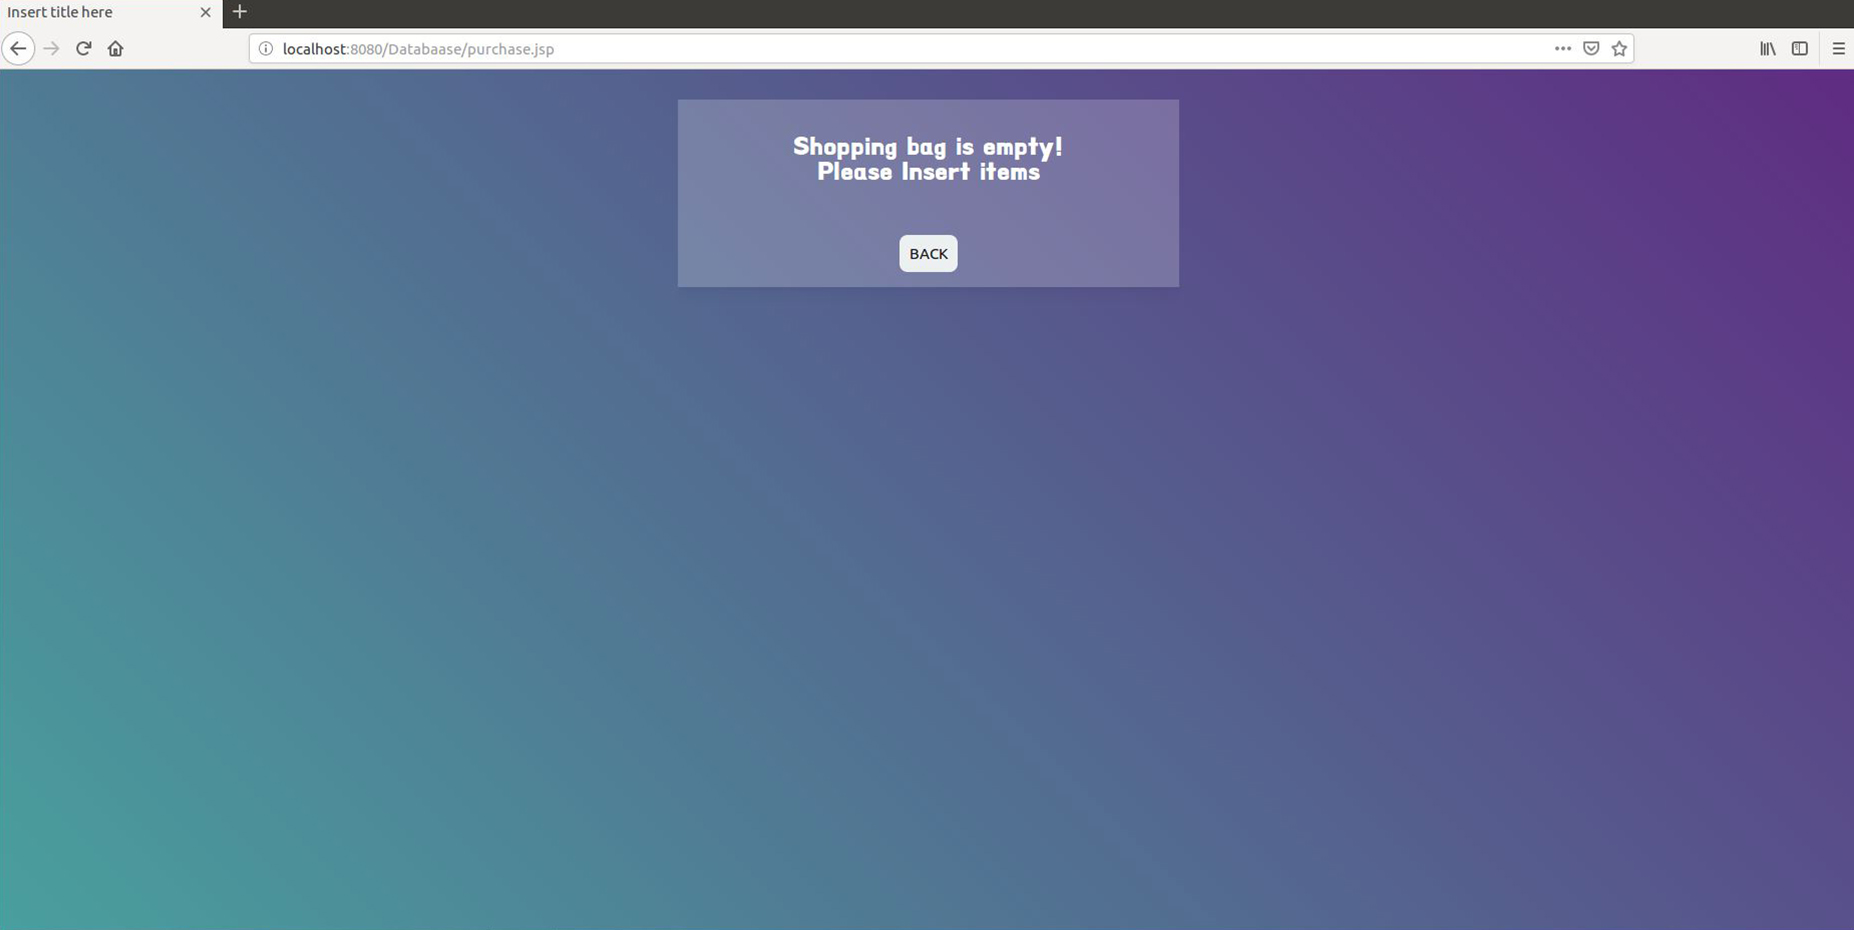 Insert title here
localhost:8080/Databaase/purchase.jsp
Shopping bag is empty!
Please Insert items
BACK